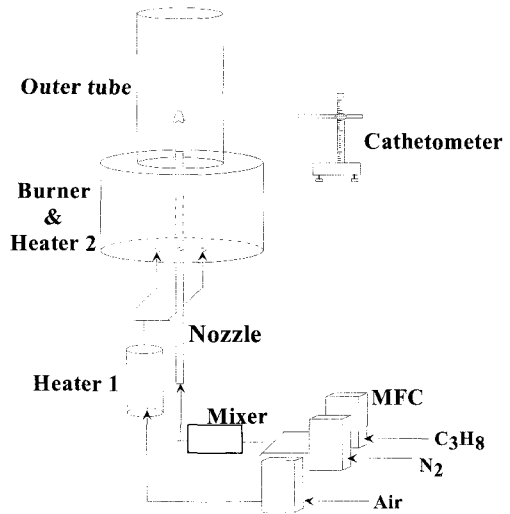 Outer tube
Cathetometer
Burner
&
Heater 2
Nozzle
Heater 1
MFC
Mixer
C₃H₈
N₂
Air